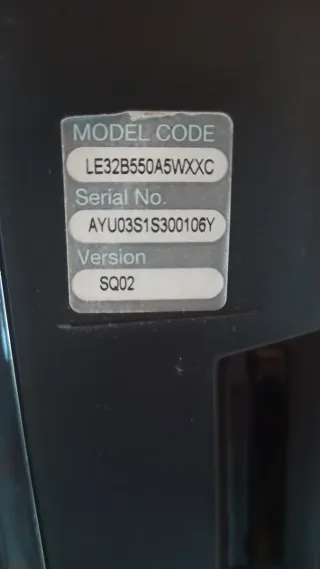 MODEL CODE
LE32B550A5WXXC
Serial No.
AYU03S1S300106Y
Version
SQ02